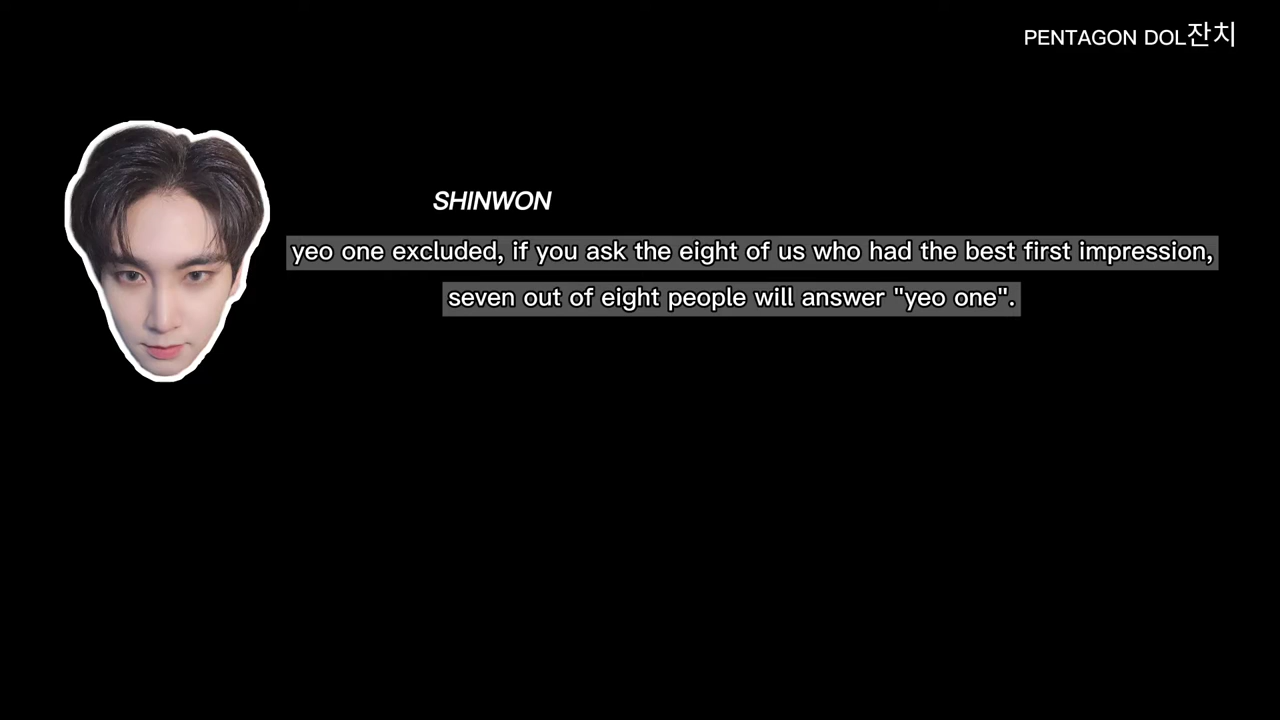 PENTAGON DOL잔치
SHINWON
yeo one excluded, if you ask the eight of us who had the best first impression,
seven out of eight people will answer "yeo one".